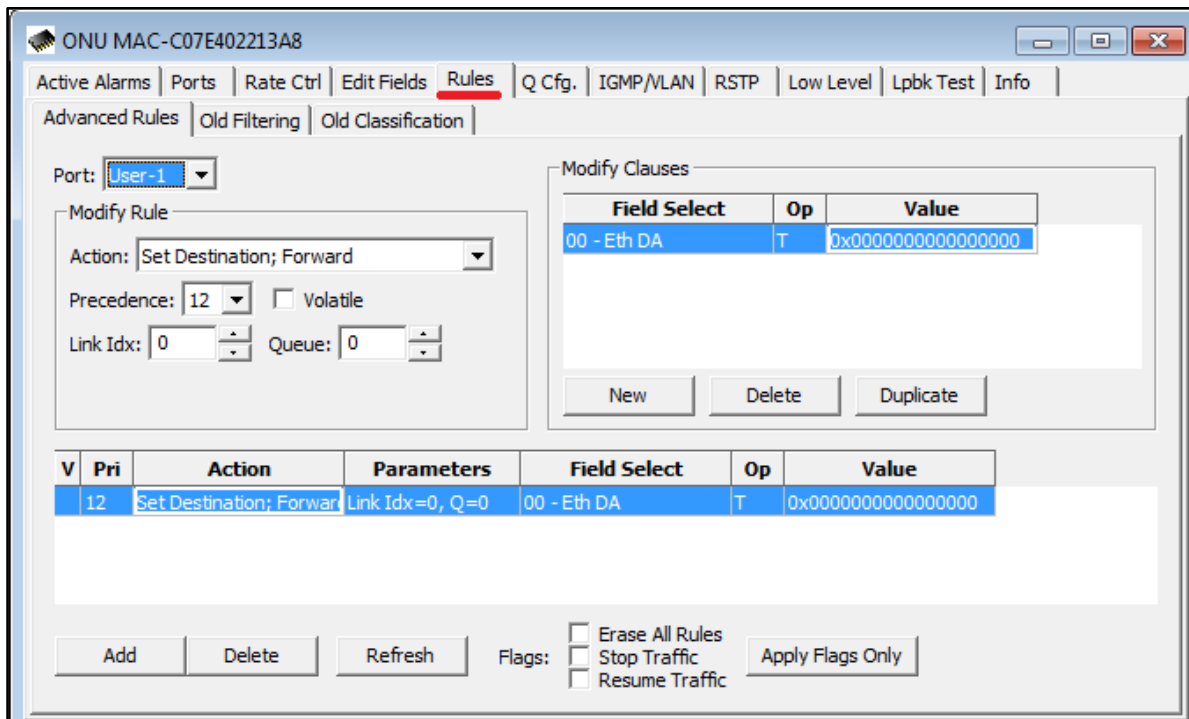 ONU MAC-C07E402213A8
Active Alarms Ports Rate Ctrl Edit Fields Rules Q Cfg. IGMP/VLAN RSTP Low Level Lpbk Test Info
Advanced Rules Old Filtering Old Classification
Port: User-1
Modify Rule
Action: Set Destination; Forward
Precedence: 12 Volatile
Link Idx: 0 Queue: 0
Modify Clauses
Field Select Op Value
00 - Eth DA T 0x0000000000000000
New Delete Duplicate
V Pri Action Parameters Field Select Op Value
12 Set Destination; Forward Link Idx=0, Q=0 00 - Eth DA T 0x0000000000000000
Add Delete Refresh Flags: Erase All Rules
Stop Traffic
Resume Traffic
Apply Flags Only